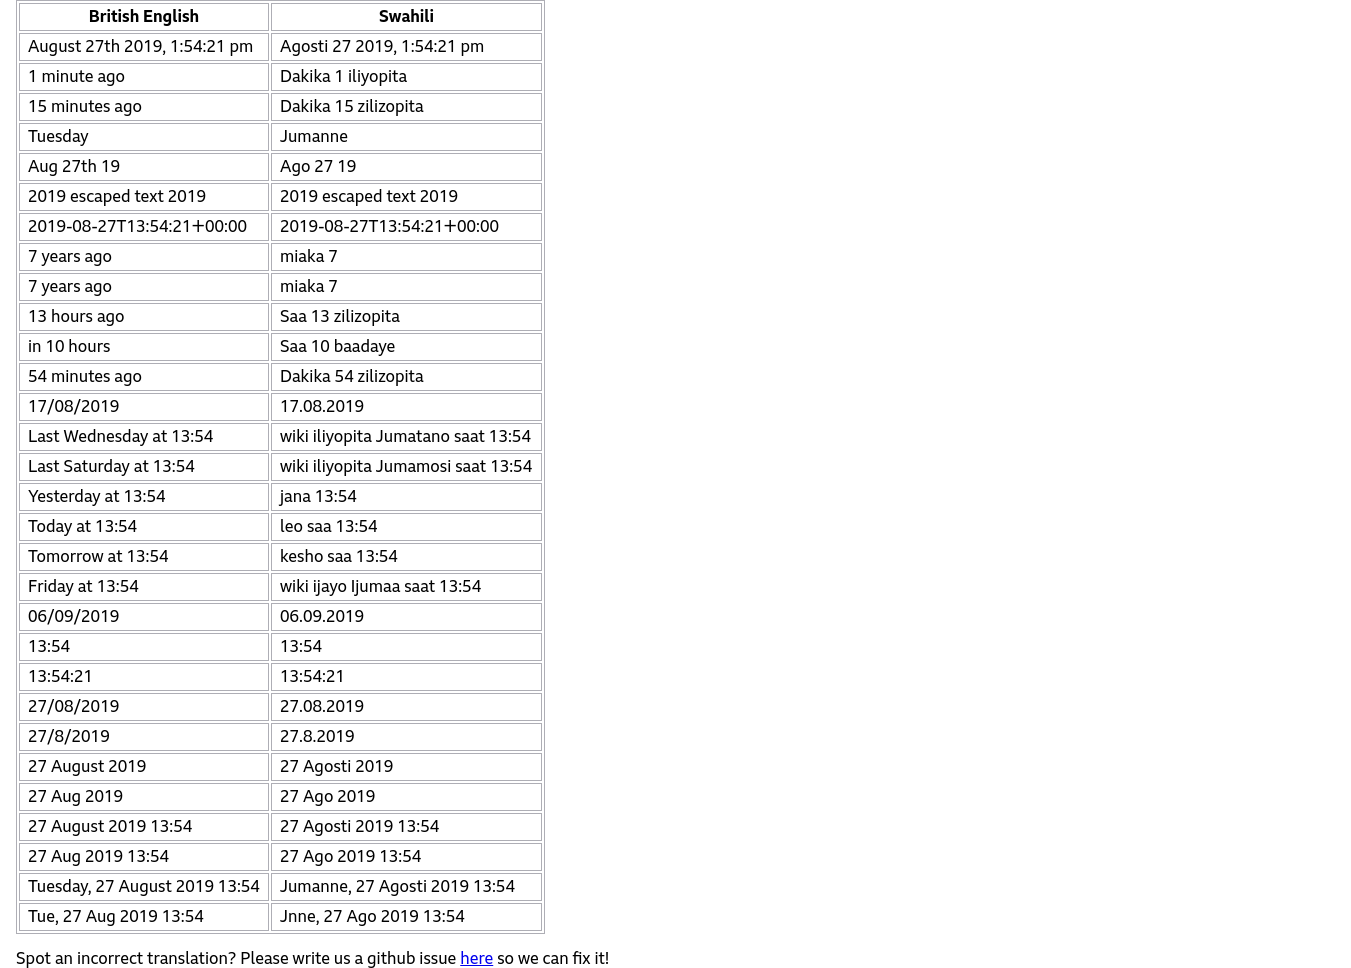 British English Swahili
August 27th 2019, 1:54:21 pm Agosti 27 2019, 1:54:21 pm
1 minute ago Dakika 1 iliyopita
15 minutes ago Dakika 15 zilizopita
Tuesday Jumanne
Aug 27th 19 Ago 27 19
2019 escaped text 2019 2019 escaped text 2019
2019-08-27T13:54:21+00:00 2019-08-27T13:54:21+00:00
7 years ago miaka 7
7 years ago miaka 7
13 hours ago Saa 13 zilizopita
in 10 hours Saa 10 baadaye
54 minutes ago Dakika 54 zilizopita
17/08/2019 17.08.2019
Last Wednesday at 13:54 wiki iliyopita Jumatano saat 13:54
Last Saturday at 13:54 wiki iliyopita Jumamosi saat 13:54
Yesterday at 13:54 jana 13:54
Today at 13:54 leo saa 13:54
Tomorrow at 13:54 kesho saa 13:54
Friday at 13:54 wiki ijayo Ijumaa saat 13:54
06/09/2019 06.09.2019
13:54 13:54
13:54:21 13:54:21
27/08/2019 27.08.2019
27/8/2019 27.8.2019
27 August 2019 27 Agosti 2019
27 Aug 2019 27 Ago 2019
27 August 2019 13:54 27 Agosti 2019 13:54
27 Aug 2019 13:54 27 Ago 2019 13:54
Tuesday, 27 August 2019 13:54 Jumanne, 27 Agosti 2019 13:54
Tue, 27 Aug 2019 13:54 Jnne, 27 Ago 2019 13:54
Spot an incorrect translation? Please write us a github issue here so we can fix it!